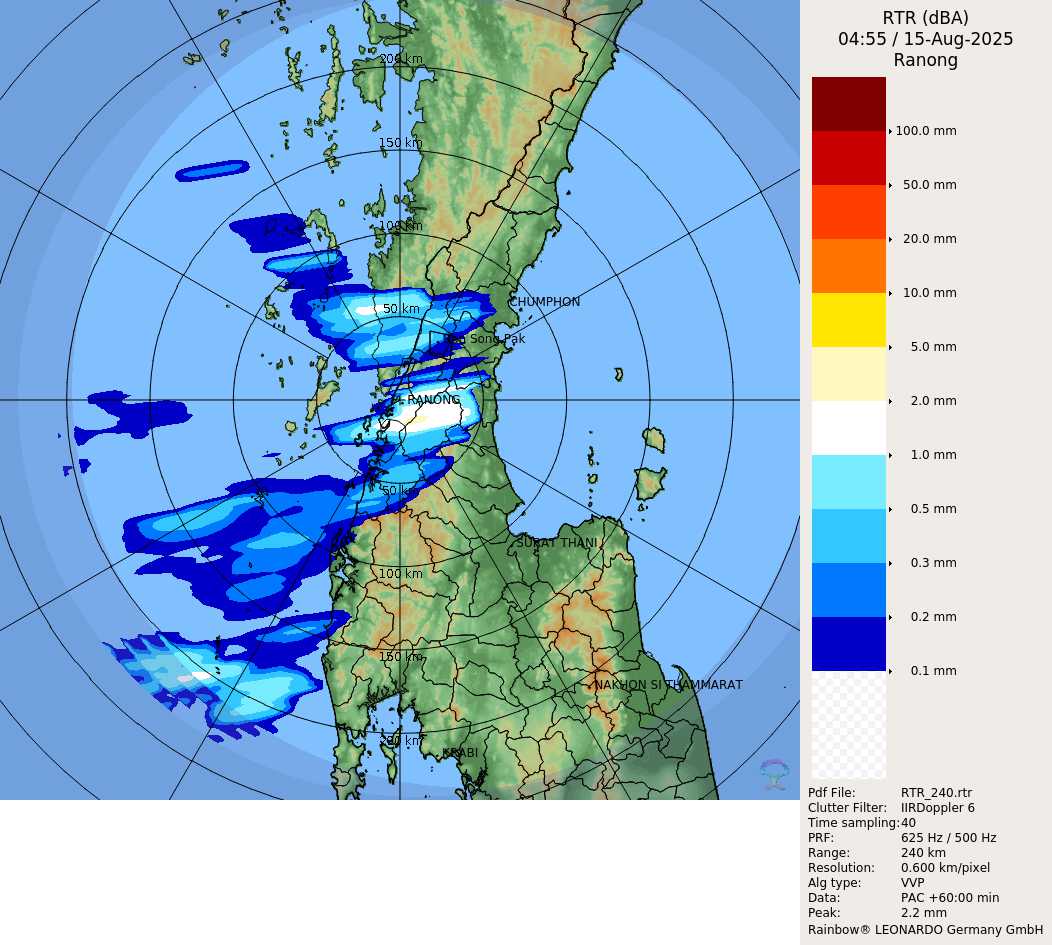 RTR (dBA)
04:55 / 15-Aug-2025
Ranong
200 km
150 km
100 km
50 km
CHUMPHON
Pak Song Pak
RANONG
50 km
SURAT THANI
100 km
150 km
NAKHON SI THAMMARAT
200 km
KRABI
100.0 mm
50.0 mm
20.0 mm
10.0 mm
5.0 mm
2.0 mm
1.0 mm
0.5 mm
0.3 mm
0.2 mm
0.1 mm
Pdf File: RTR_240.rtr
Clutter Filter: IIRDoppler 6
Time sampling:40
PRF: 625 Hz / 500 Hz
Range: 240 km
Resolution: 0.600 km/pixel
Alg type: VVP
Data: PAC +60:00 min
Peak: 2.2 mm
Rainbow® LEONARDO Germany GmbH